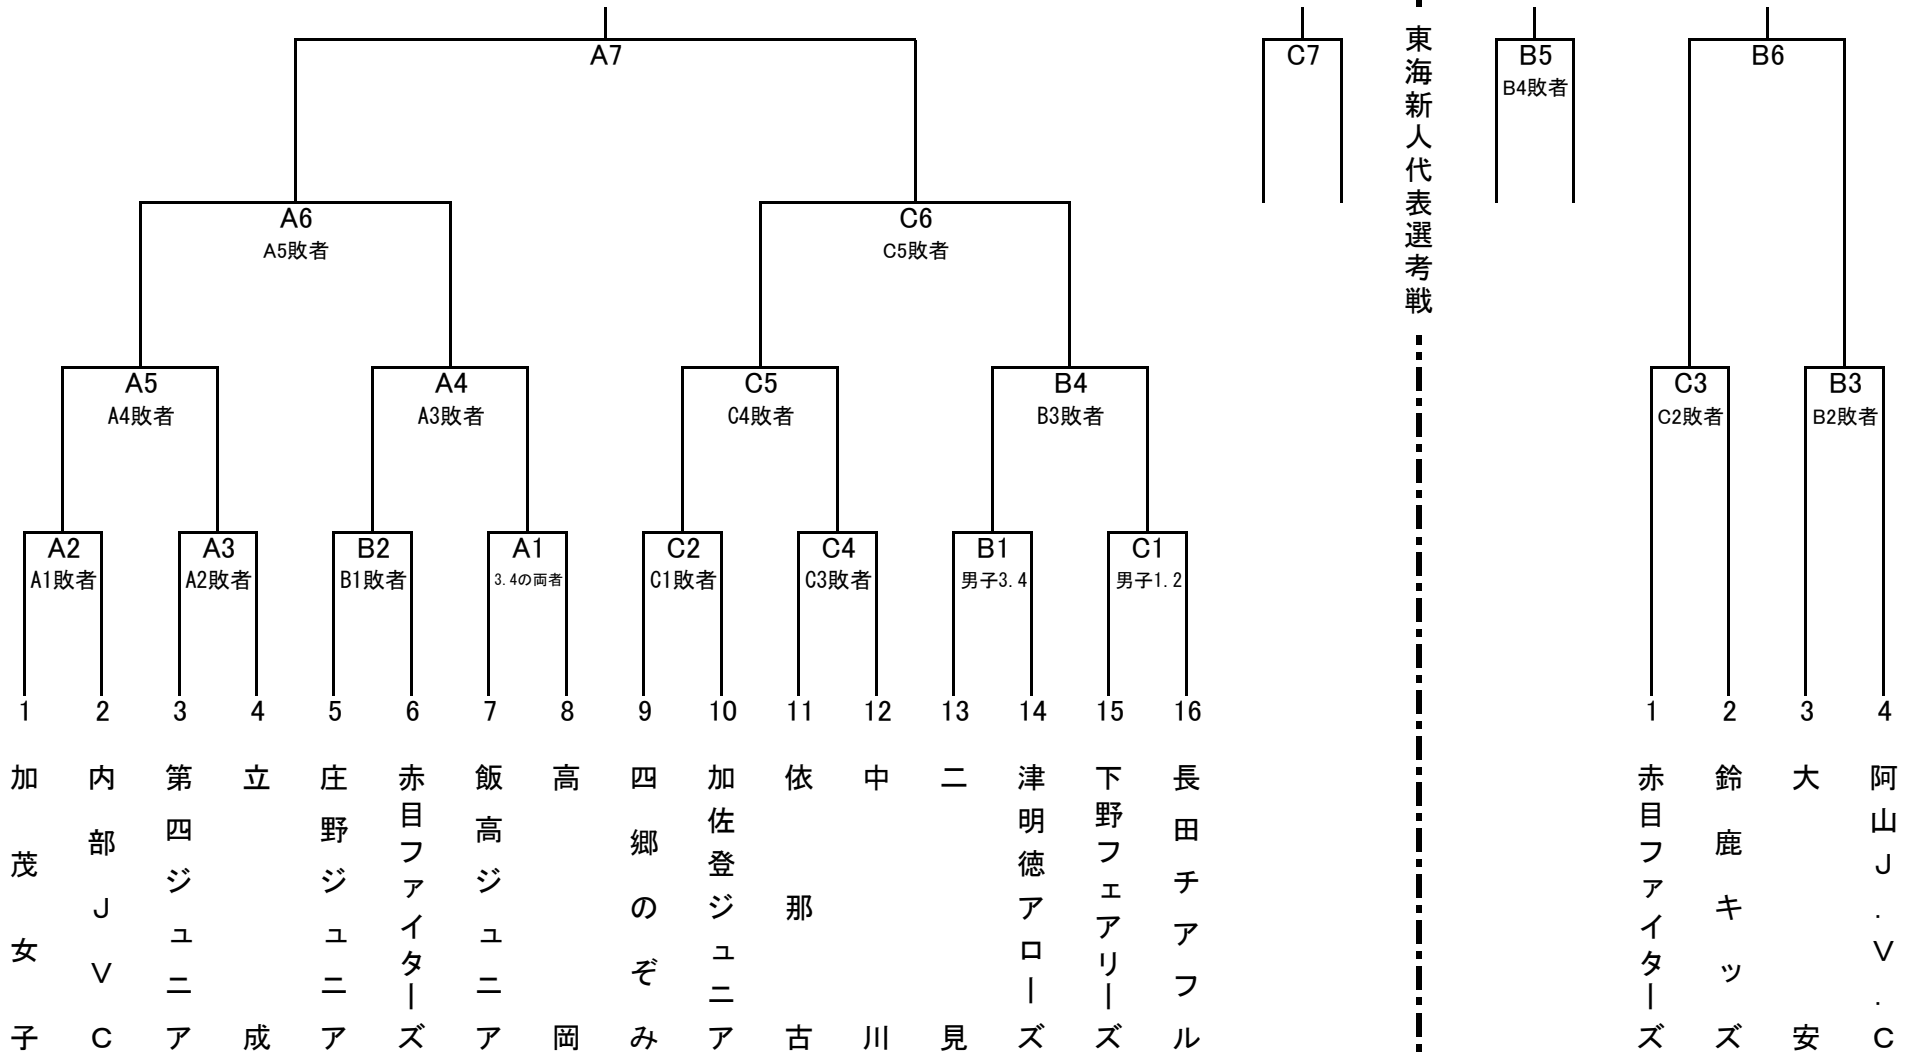 A7
C7
東海新人代表選考戦
B5
B4敗者
B6
A6
A5敗者
C6
C5敗者
A5
A4敗者
A4
A3敗者
C5
C4敗者
B4
B3敗者
C3
C2敗者
B3
B2敗者
A2
A1敗者
A3
A2敗者
B2
B1敗者
A1
3.4の両者
C2
C1敗者
C4
C3敗者
B1
男子3.4
C1
男子1.2
1
2
3
4
5
6
7
8
9
10
11
12
13
14
15
16
1
2
3
4
加茂女子
内部JVC
第四ジュニア
立成
庄野ジュニア
赤目ファイターズ
飯高ジュニア
高岡
四郷のぞみ
加佐登ジュニア
依那古
中川
二見
津明徳アローズ
下野フェアリーズ
長田チアフル
赤目ファイターズ
鈴鹿キッズ
大安
阿山J.V.C